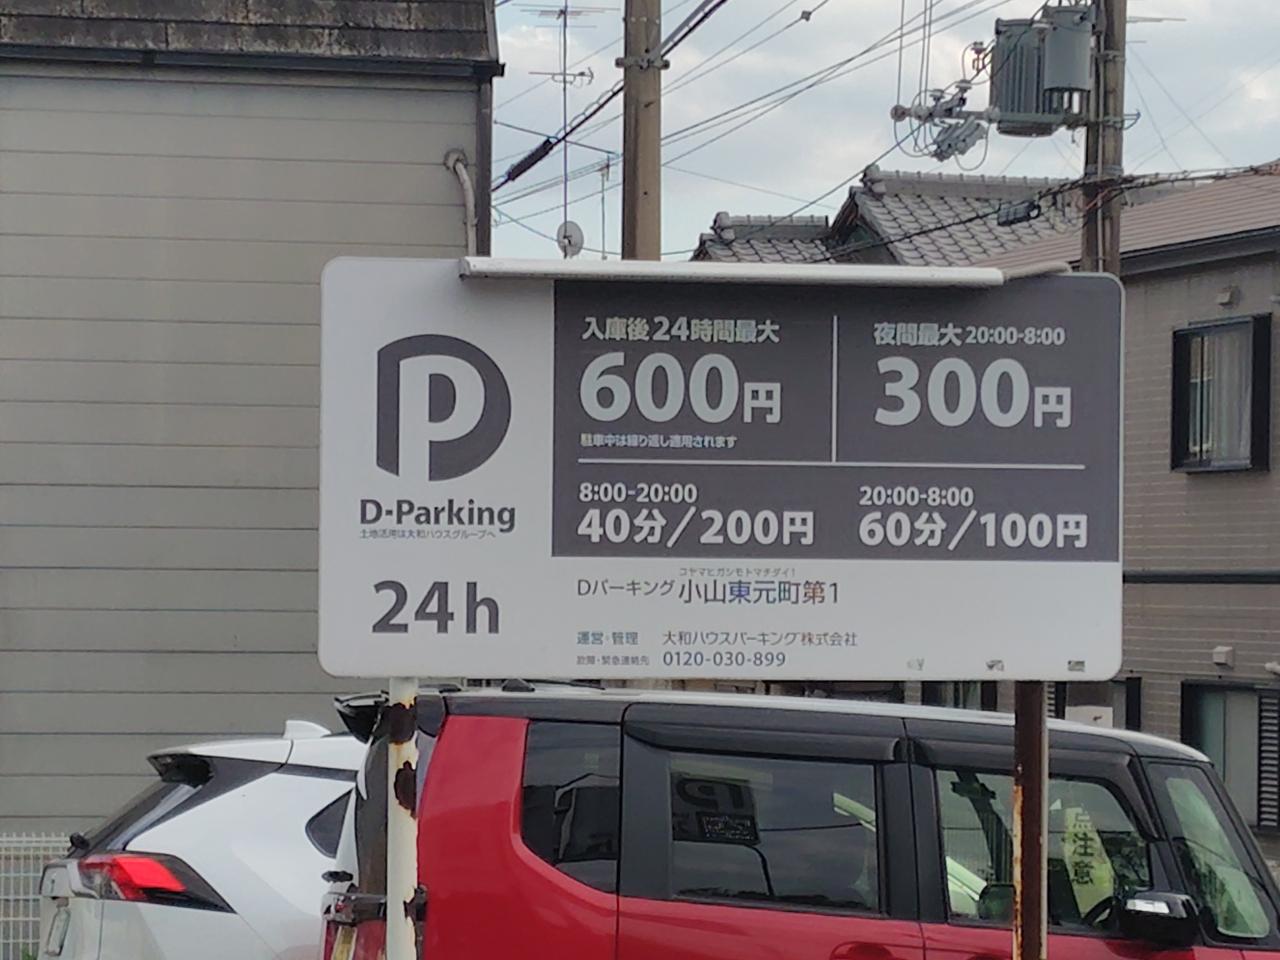 D-Parking
土地活用は大和ハウスグループへ
24h
入庫後24時間最大
600円
駐車中は繰り返し適用されます
夜間最大20:00-8:00
300円
8:00-20:00
40分/200円
20:00-8:00
60分/100円
コヤマヒガシモトマチダイ1
Dパーキング 小山東元町第1
運営・管理 大和ハウスパーキング株式会社
故障・緊急連絡先 0120-030-899
点注意